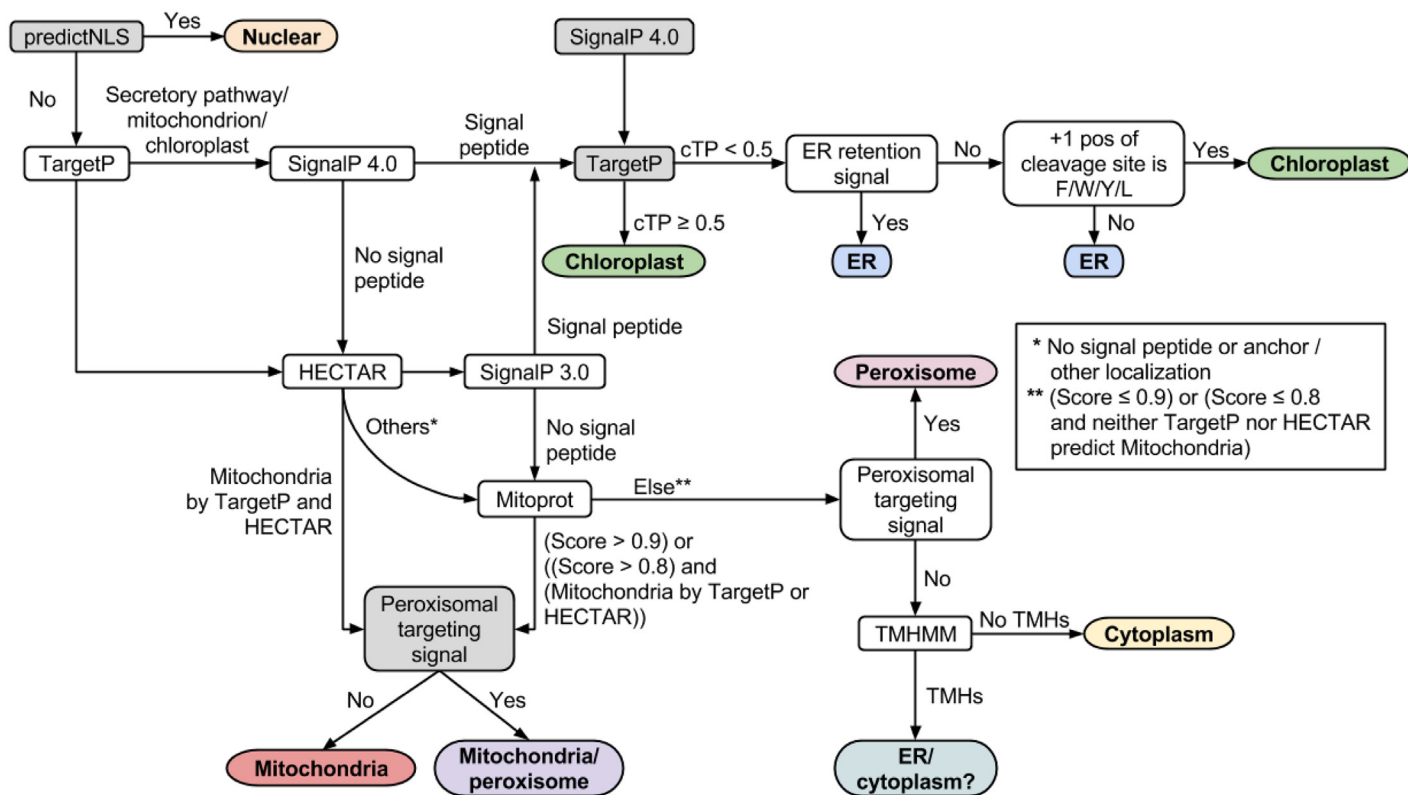 predictNLS
Yes
Nuclear
SignalP 4.0
No
Secretory pathway/
mitochondrion/
chloroplast
TargetP
SignalP 4.0
Signal
peptide
TargetP
cTP < 0.5
ER retention
signal
No
+1 pos of
cleavage site is
F/W/Y/L
Yes
Chloroplast
cTP ≥ 0.5
Chloroplast
Yes
ER
No
ER
No signal
peptide
Signal peptide
HECTAR
SignalP 3.0
Peroxisome
* No signal peptide or anchor /
other localization
** (Score ≤ 0.9) or (Score ≤ 0.8
and neither TargetP nor HECTAR
predict Mitochondria)
Others*
No signal
peptide
Yes
Mitochondria
by TargetP and
HECTAR
Mitoprot
Else**
Peroxisomal
targeting
signal
(Score > 0.9) or
((Score > 0.8) and
(Mitochondria by TargetP or
HECTAR))
No
Peroxisomal
targeting
signal
TMHMM
No TMHs
Cytoplasm
No
Yes
TMHs
Mitochondria
Mitochondria/
peroxisome
ER/
cytoplasm?